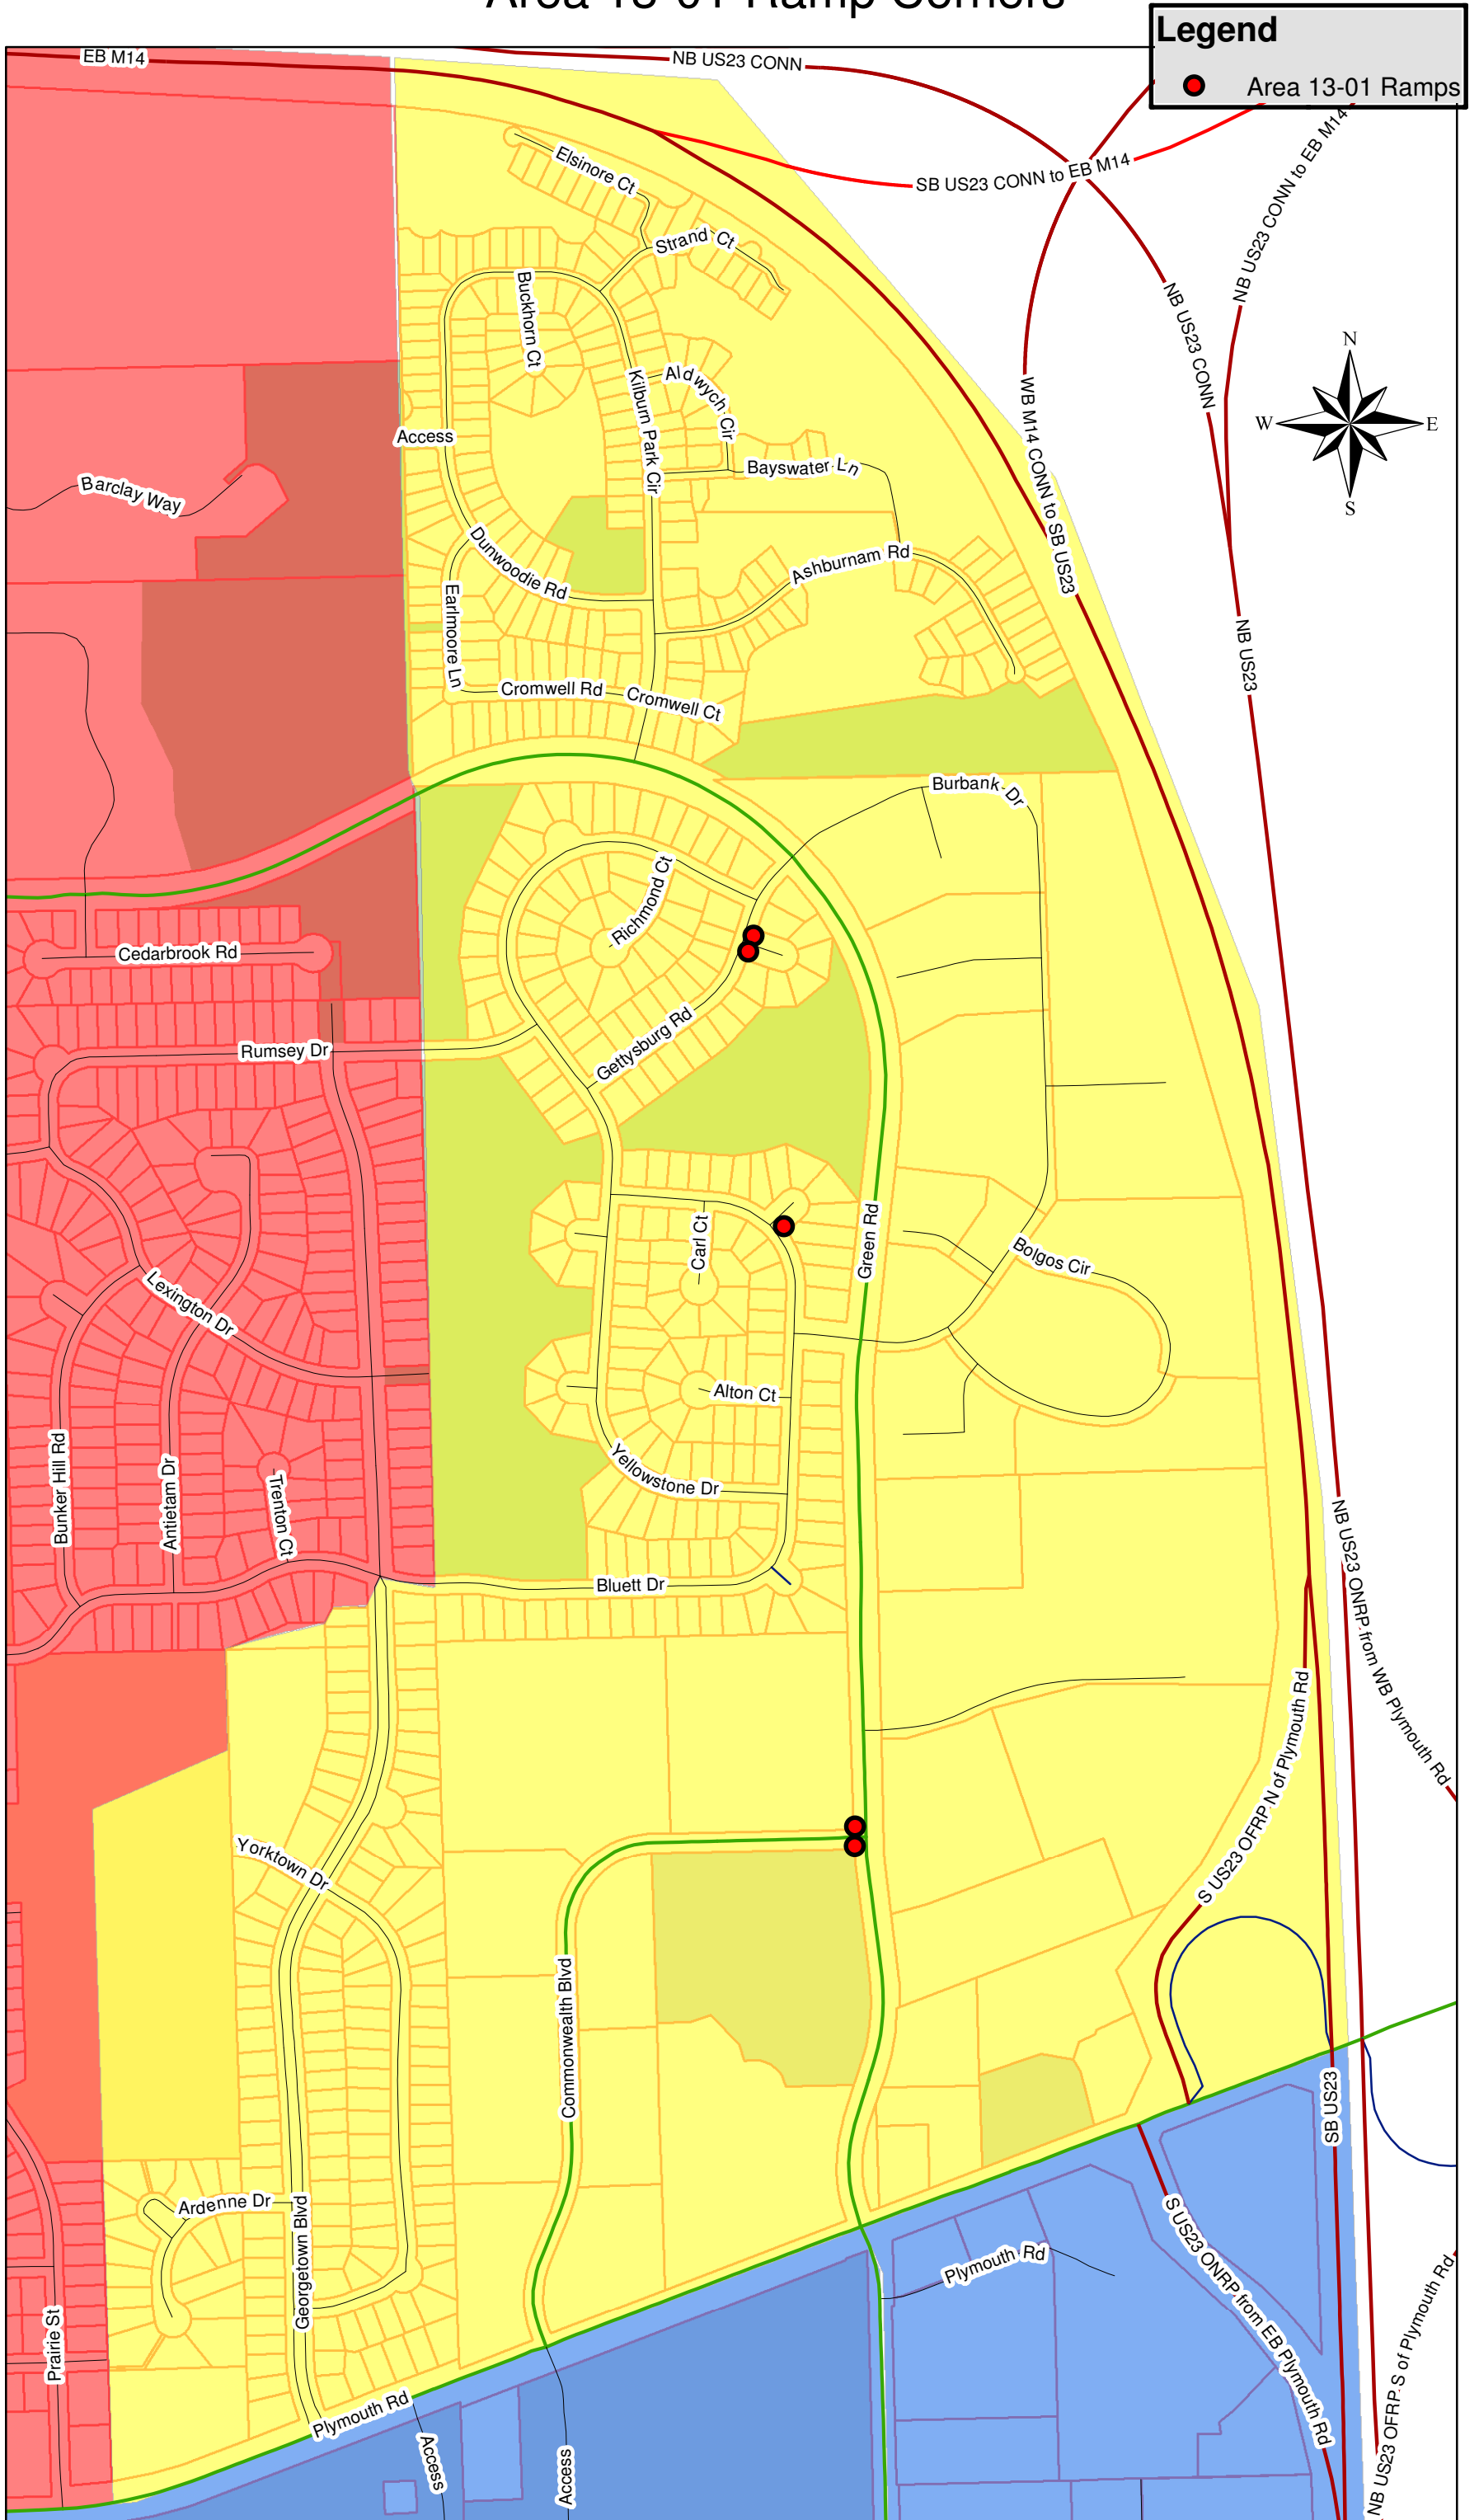 Area 13-01 Ramp Corners
Legend
Area 13-01 Ramps
EB M14
NB US23 CONN
SB US23 CONN to EB M14
NB US23 CONN to EB M14
Elsinore Ct
Strand Ct
Buckhorn Ct
NB US23 CONN
N
W
E
S
Kilburn Park Cir
Aldwych Cir
WB M14 CONN to SB US23
Access
Bayswater Ln
Barclay Way
Dunwoodie Rd
Ashburnam Rd
Earlmoore Ln
NB US23
Cromwell Rd
Cromwell Ct
Burbank Dr
Richmond Ct
Cedarbrook Rd
Gettysburg Rd
Rumsey Dr
Green Rd
Carl Ct
Bolgos Cir
Lexington Dr
Alton Ct
Bunker Hill Rd
Antietam Dr
Trenton Ct
Yellowstone Dr
NB US23 ONRP from WB Plymouth Rd
Bluett Dr
S US23 OFRP N of Plymouth Rd
Yorktown Dr
Commonwealth Blvd
SB US23
Ardenne Dr
Georgetown Blvd
Plymouth Rd
S US23 ONRP from EB Plymouth Rd
Prairie St
NB US23 OFRP S of Plymouth Rd
Plymouth Rd
Access
Access